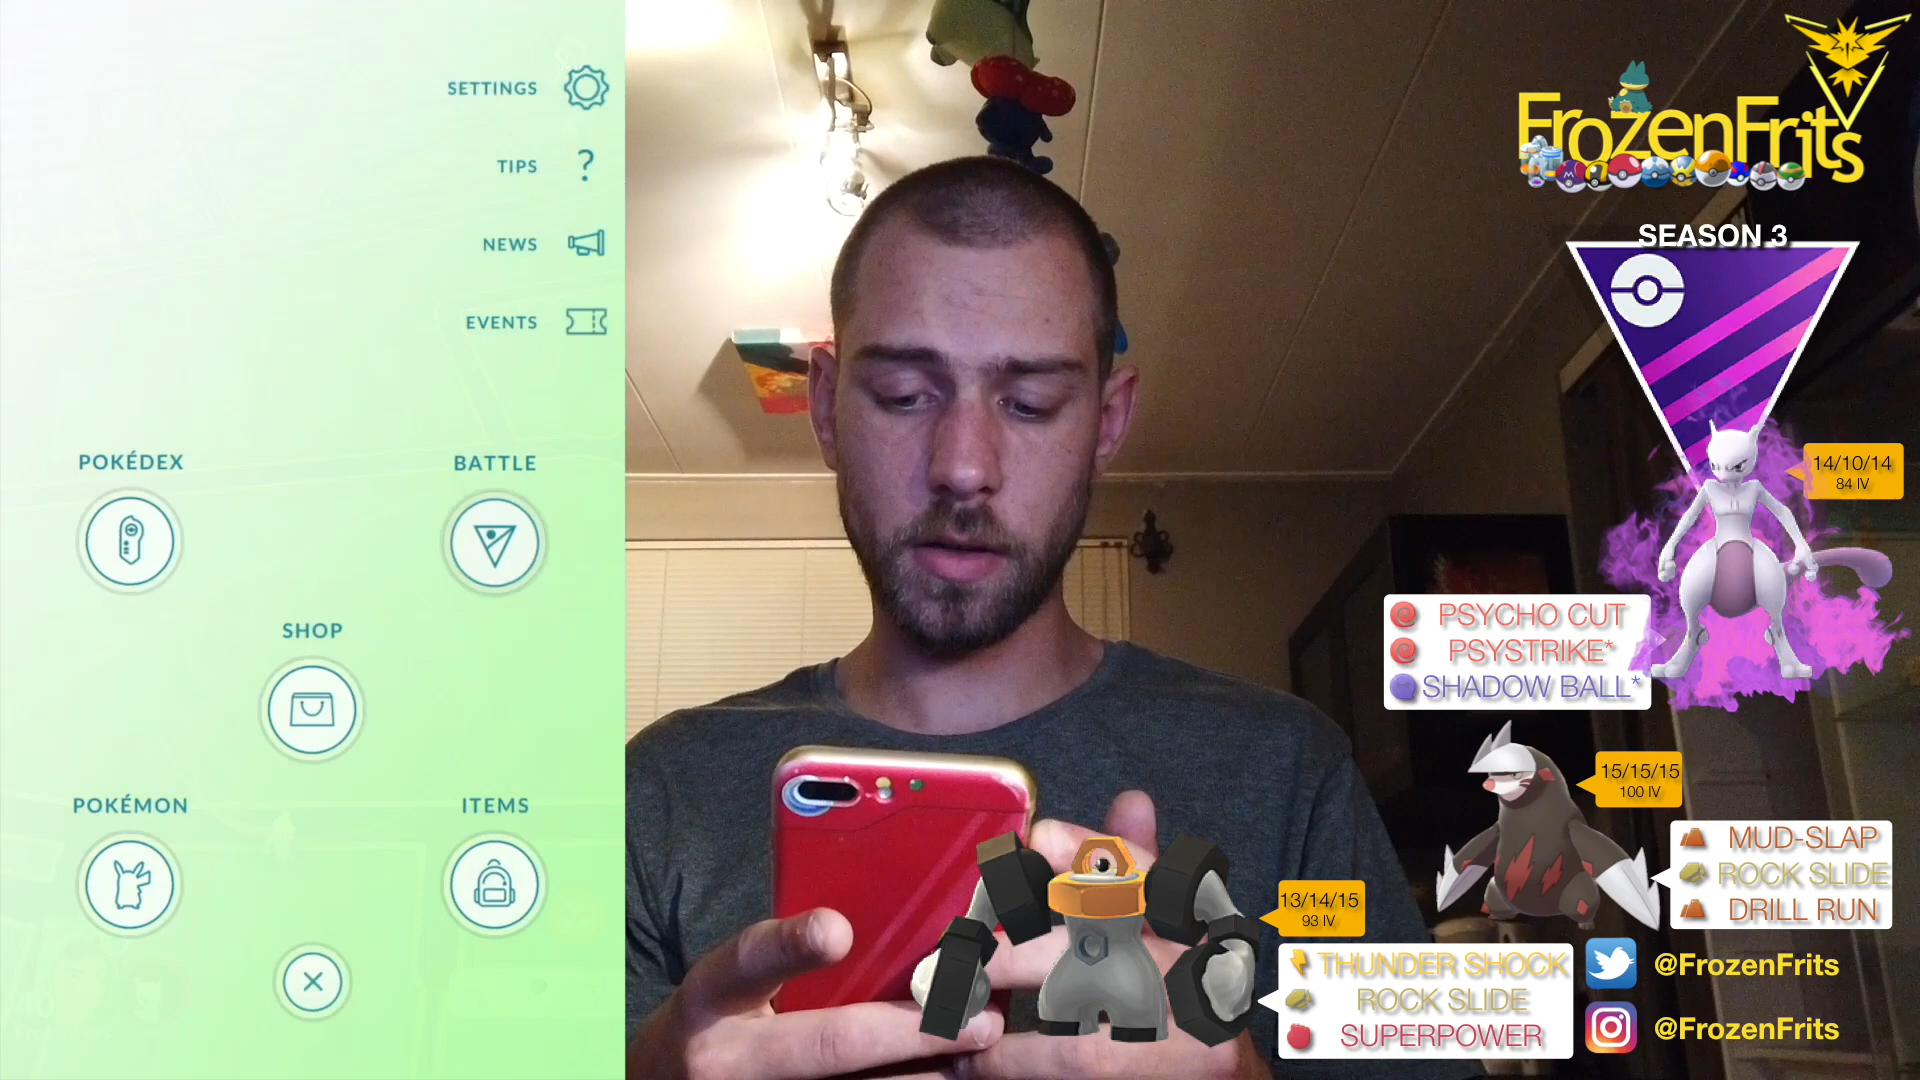 SETTINGS
TIPS
NEWS
EVENTS
POKÉDEX
BATTLE
SHOP
POKÉMON
ITEMS
FrozenFrits
SEASON 3
14/10/14
84 IV
PSYCHO CUT
PSYSTRIKE*
SHADOW BALL*
15/15/15
100 IV
MUD-SLAP
ROCK SLIDE
DRILL RUN
13/14/15
93 IV
THUNDER SHOCK
ROCK SLIDE
SUPERPOWER
@FrozenFrits
@FrozenFrits